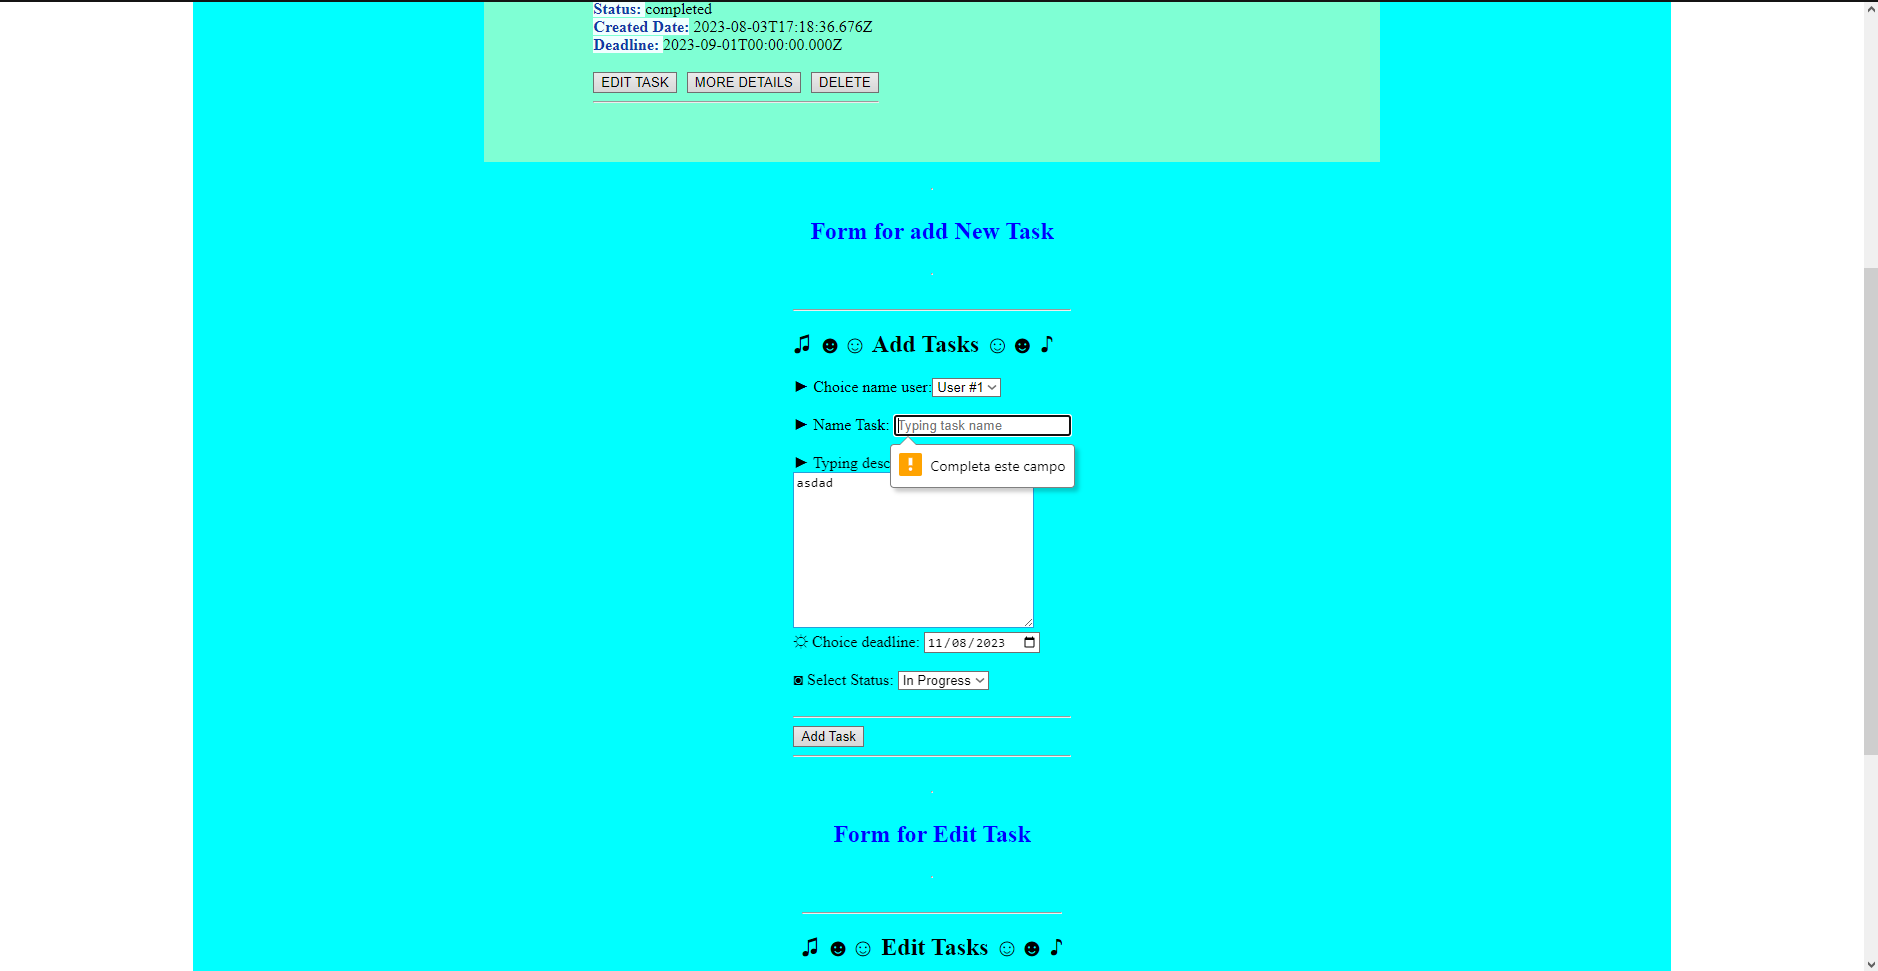 Status: completed
Created Date: 2023-08-03T17:18:36.676Z
Deadline: 2023-09-01T00:00:00.000Z
EDIT TASK MORE DETAILS DELETE
.
Form for add New Task
.
♫ ☻☺ Add Tasks ☺☻ ♪
► Choice name user: User #1
► Name Task: Typing task name
Completa este campo
► Typing desc
asdad
☼ Choice deadline: 11/08/2023
◙ Select Status: In Progress
Add Task
.
Form for Edit Task
.
♫ ☻☺ Edit Tasks ☺☻ ♪